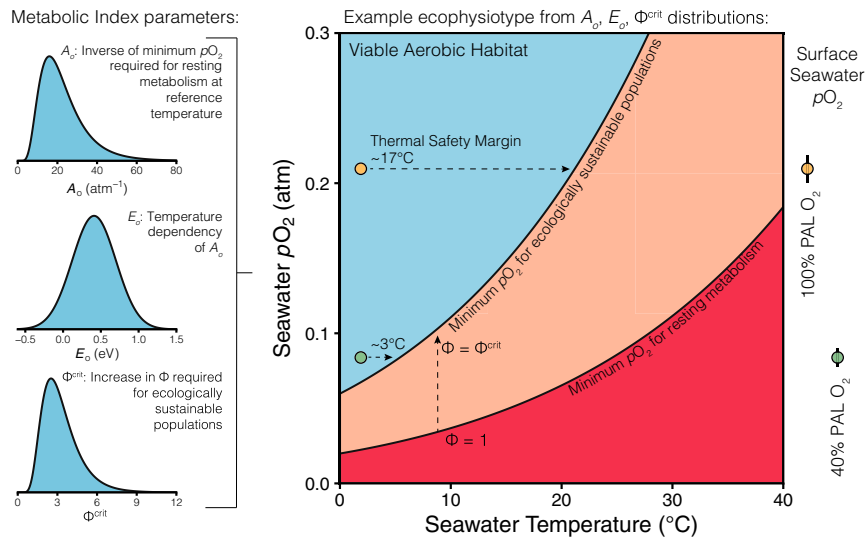 Metabolic Index parameters:
Aₒ: Inverse of minimum pO₂
required for resting
metabolism at
reference
temperature
0 20 40 60 80
Aₒ (atm⁻¹)
Eₒ: Temperature
dependency
of Aₒ
−0.5 0.0 0.5 1.0 1.5
Eₒ (eV)
Φᶜʳⁱᵗ: Increase in Φ required
for ecologically
sustainable
populations
0 3 6 9 12
Φᶜʳⁱᵗ
Example ecophysiotype from Aₒ, Eₒ, Φᶜʳⁱᵗ distributions:
Viable Aerobic Habitat
Thermal Safety Margin
~17°C
~3°C
Minimum pO₂ for ecologically sustainable populations
Φ = Φᶜʳⁱᵗ
Φ = 1
Minimum pO₂ for resting metabolism
0.3
0.2
0.1
0.0
Seawater pO₂ (atm)
0 10 20 30 40
Seawater Temperature (°C)
Surface
Seawater
pO₂
100% PAL O₂
40% PAL O₂